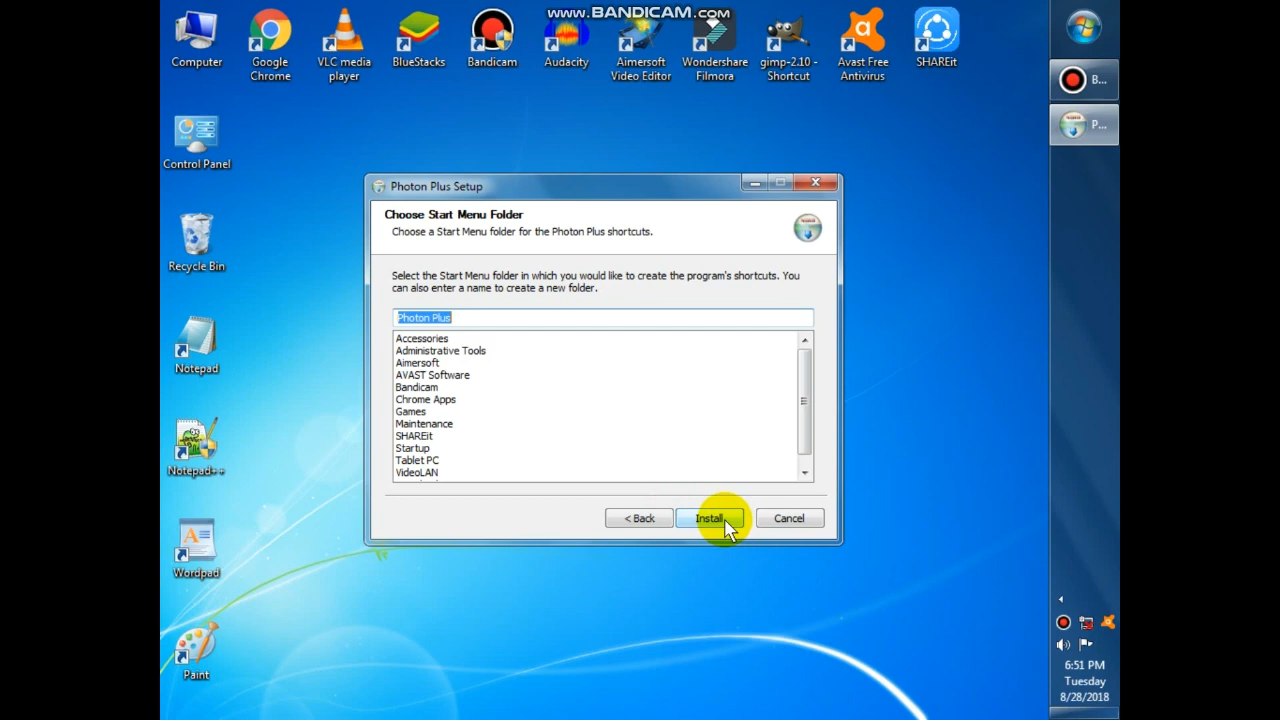 www.BANDICAM.com
Computer
Google
Chrome
VLC media
player
BlueStacks
Bandicam
Audacity
Aimersoft
Video Editor
Wondershare
Filmora
gimp-2.10 -
Shortcut
Avast Free
Antivirus
SHAREit
B...
P...
Control Panel
Recycle Bin
Notepad
Notepad++
Wordpad
Paint
Photon Plus Setup
Choose Start Menu Folder
Choose a Start Menu folder for the Photon Plus shortcuts.
Select the Start Menu folder in which you would like to create the program's shortcuts. You
can also enter a name to create a new folder.
Photon Plus
Accessories
Administrative Tools
Aimersoft
AVAST Software
Bandicam
Chrome Apps
Games
Maintenance
SHAREit
Startup
Tablet PC
VideoLAN
< Back
Install
Cancel
6:51 PM
Tuesday
8/28/2018